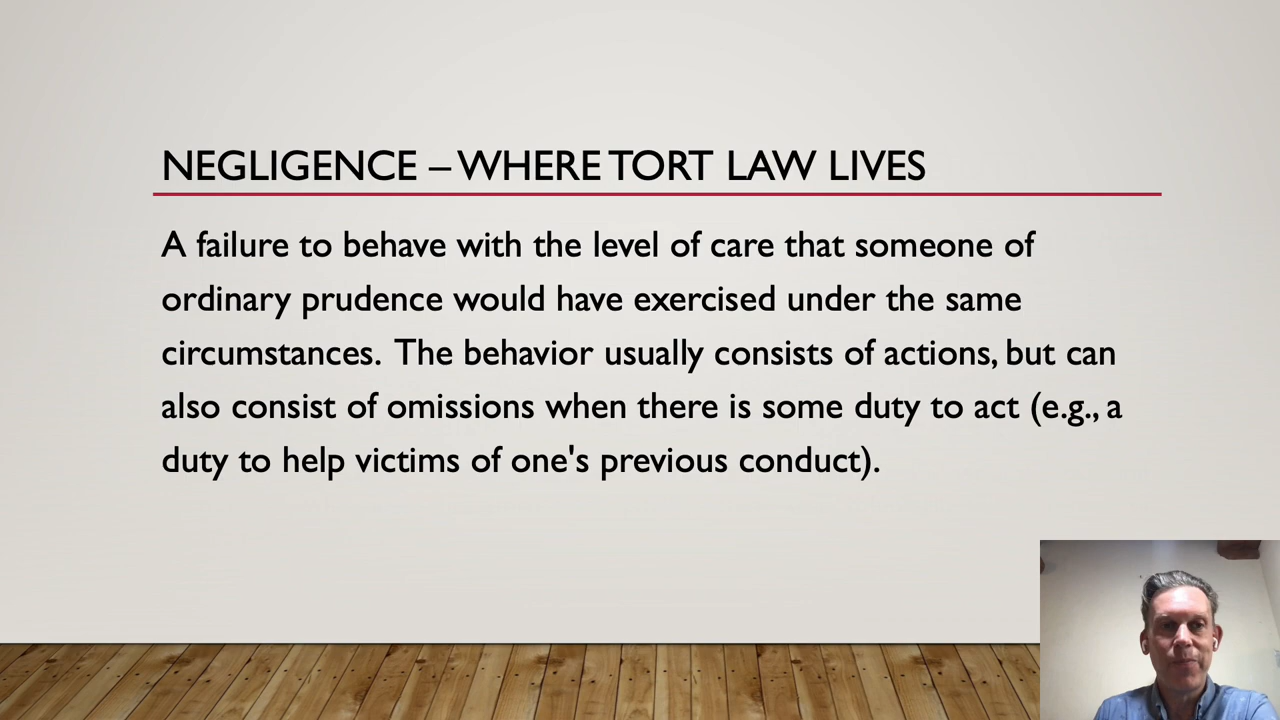 NEGLIGENCE – WHERE TORT LAW LIVES
A failure to behave with the level of care that someone of
ordinary prudence would have exercised under the same
circumstances.  The behavior usually consists of actions, but can
also consist of omissions when there is some duty to act (e.g., a
duty to help victims of one's previous conduct).